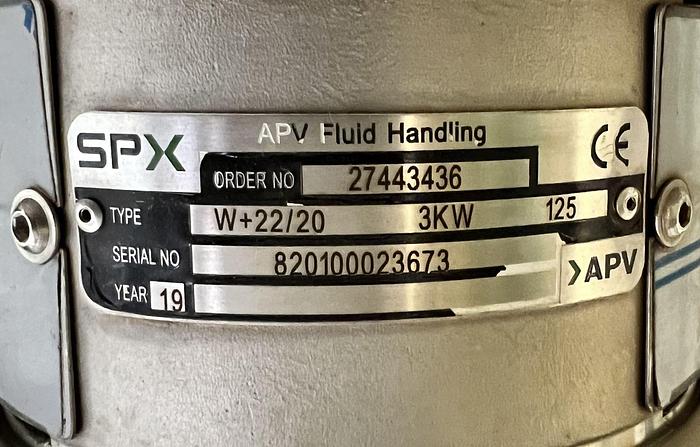 SPX APV Fluid Handling CE
ORDER NO 27443436
TYPE W+22/20 3KW 125
SERIAL NO 820100023673
>APV
YEAR 19